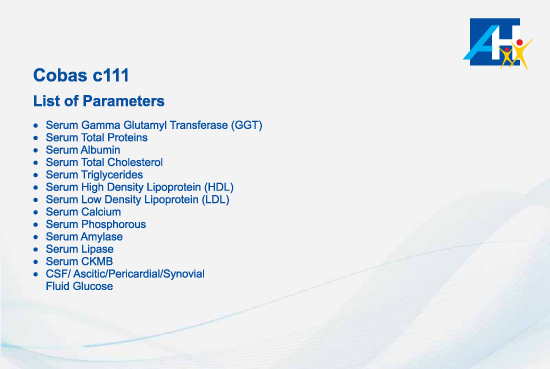 AH
Cobas c111
List of Parameters
• Serum Gamma Glutamyl Transferase (GGT)
• Serum Total Proteins
• Serum Albumin
• Serum Total Cholesterol
• Serum Triglycerides
• Serum High Density Lipoprotein (HDL)
• Serum Low Density Lipoprotein (LDL)
• Serum Calcium
• Serum Phosphorous
• Serum Amylase
• Serum Lipase
• Serum CKMB
• CSF/ Ascitic/Pericardial/Synovial
Fluid Glucose